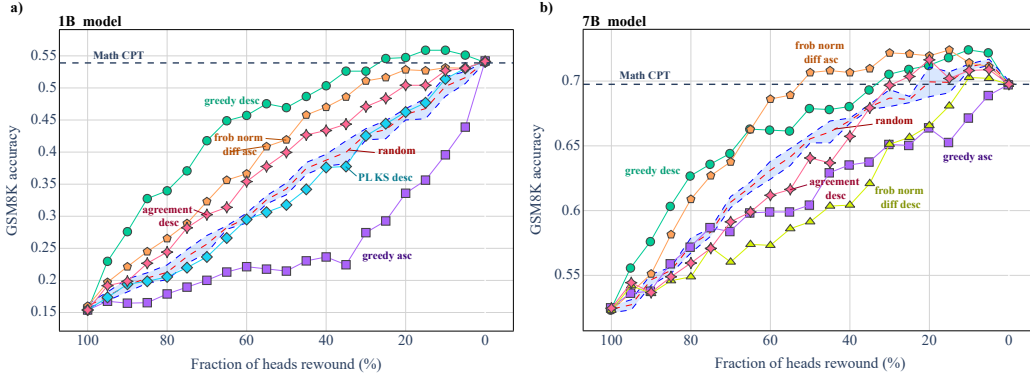 a)
1B model
GSM8K accuracy
0.55
0.5
0.45
0.4
0.35
0.3
0.25
0.2
0.15
Math CPT
greedy desc
frob norm
diff asc
random
PL KS desc
agreement
desc
greedy asc
100
80
60
40
20
0
Fraction of heads rewound (%)
b)
7B model
GSM8K accuracy
0.7
0.65
0.6
0.55
Math CPT
frob norm
diff asc
random
greedy desc
greedy asc
agreement
desc
frob norm
diff desc
100
80
60
40
20
0
Fraction of heads rewound (%)